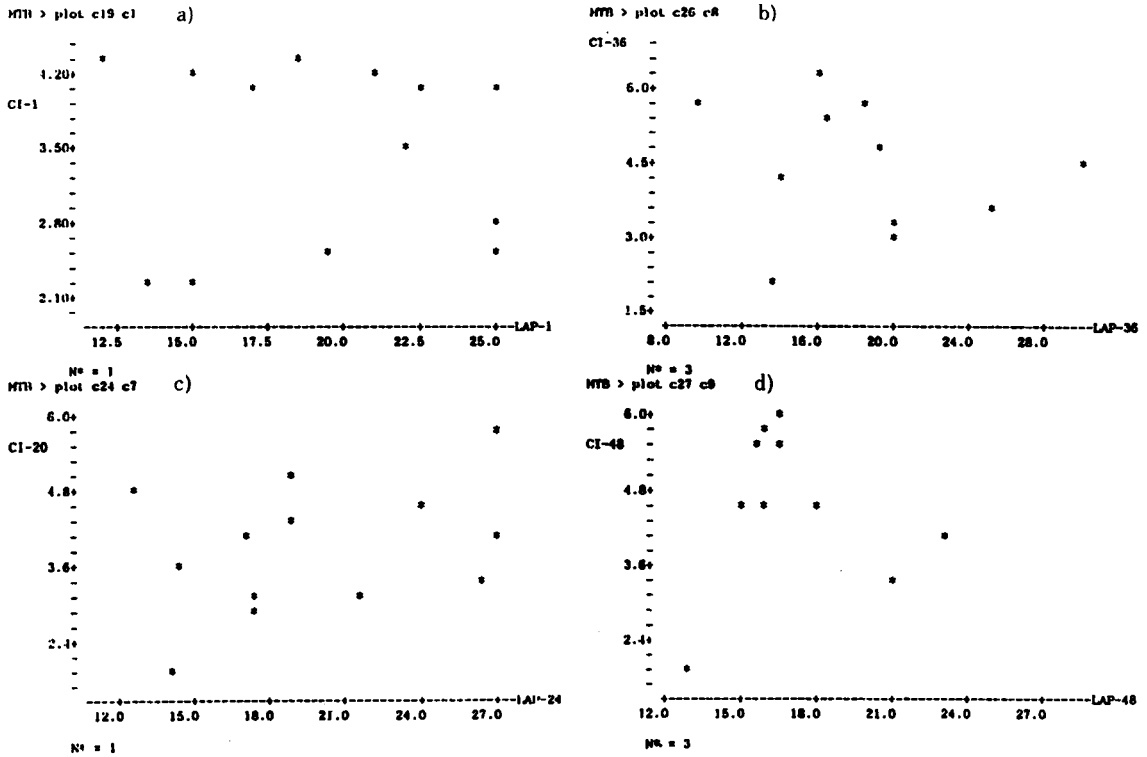 MTB > plot c19 c1 a)
4.20+
CI-1
3.50+
2.80+
2.10+
LAP-1
12.5 15.0 17.5 20.0 22.5 25.0
N* = 1
MTB > plot c26 c8 b)
CI-36
6.0+
4.5+
3.0+
1.5+
LAP-36
8.0 12.0 16.0 20.0 24.0 28.0
N* = 3
MTB > plot c24 c7 c)
6.0+
CI-20
4.8+
3.6+
2.4+
LAP-24
12.0 15.0 18.0 21.0 24.0 27.0
N* = 1
MTB > plot c27 c9 d)
6.0+
CI-48
4.8+
3.6+
2.4+
LAP-48
12.0 15.0 18.0 21.0 24.0 27.0
N* = 3